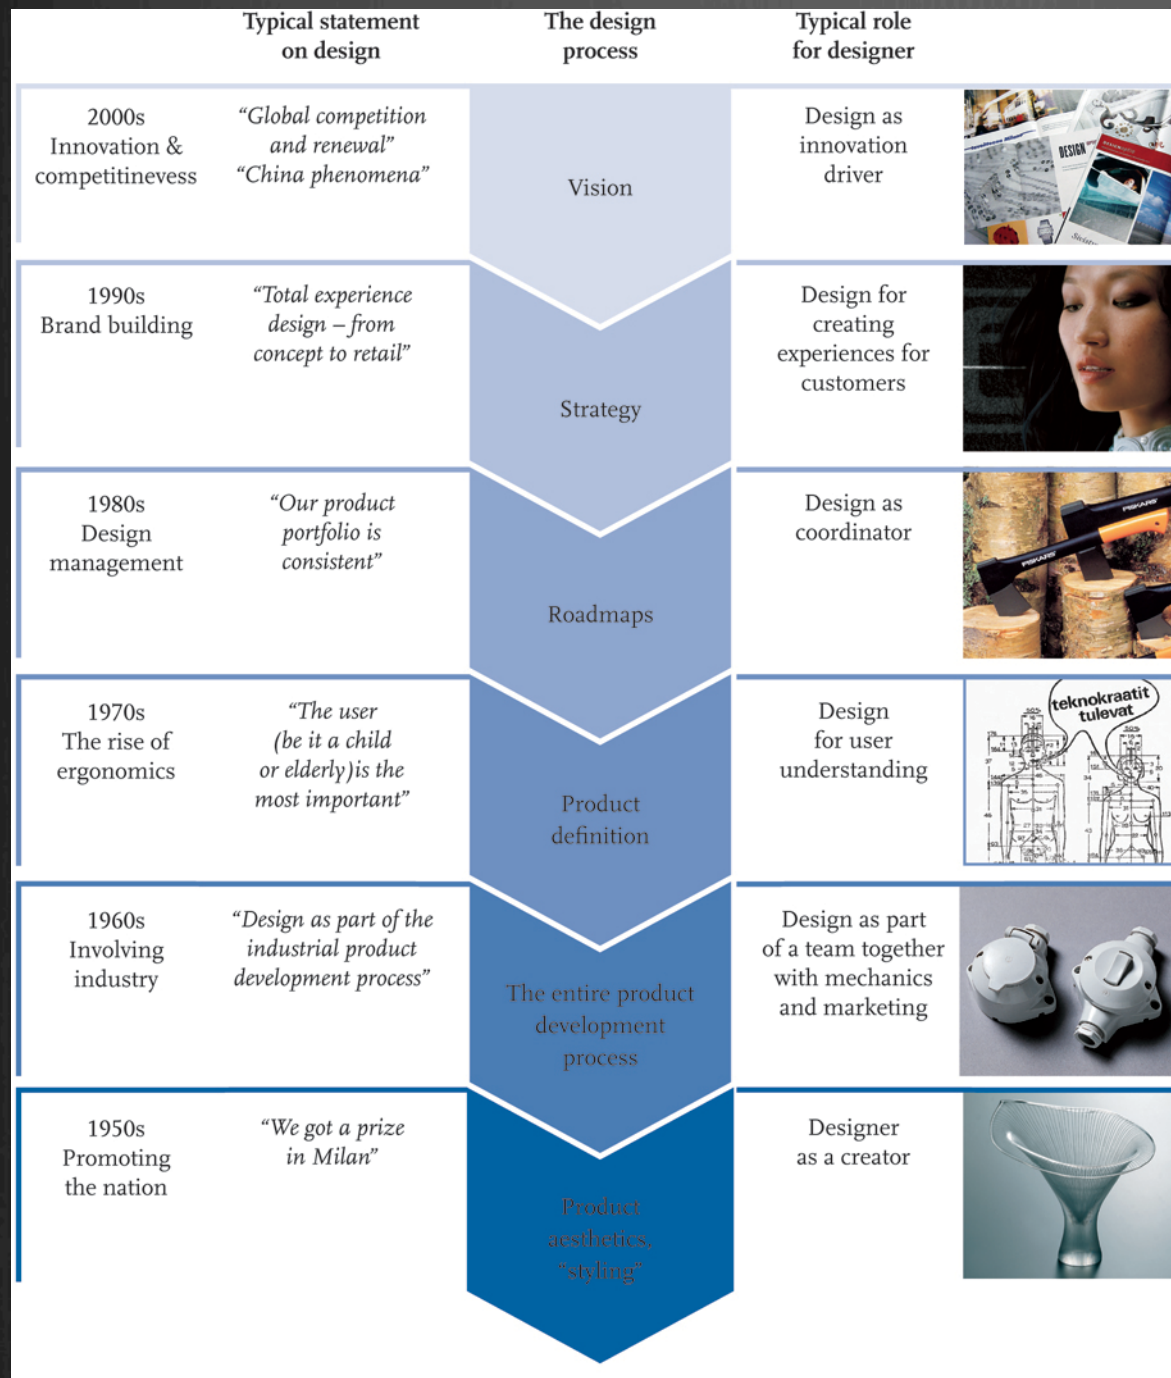 Typical statement
on design
The design
process
Typical role
for designer
2000s
Innovation &
competitinevess
“Global competition
and renewal”
“China phenomena”
Vision
Design as
innovation
driver
DESIGN
1990s
Brand building
“Total experience
design – from
concept to retail”
Strategy
Design for
creating
experiences for
customers
1980s
Design
management
“Our product
portfolio is
consistent”
Roadmaps
Design as
coordinator
FISKARS
FISKARS
1970s
The rise of
ergonomics
“The user
(be it a child
or elderly)is the
most important”
Product
definition
Design
for user
understanding
teknokraatit
tulevat
50%
50%
1960s
Involving
industry
“Design as part of the
industrial product
development process”
The entire product
development
process
Design as part
of a team together
with mechanics
and marketing
1950s
Promoting
the nation
“We got a prize
in Milan”
Product
aesthetics,
“styling”
Designer
as a creator